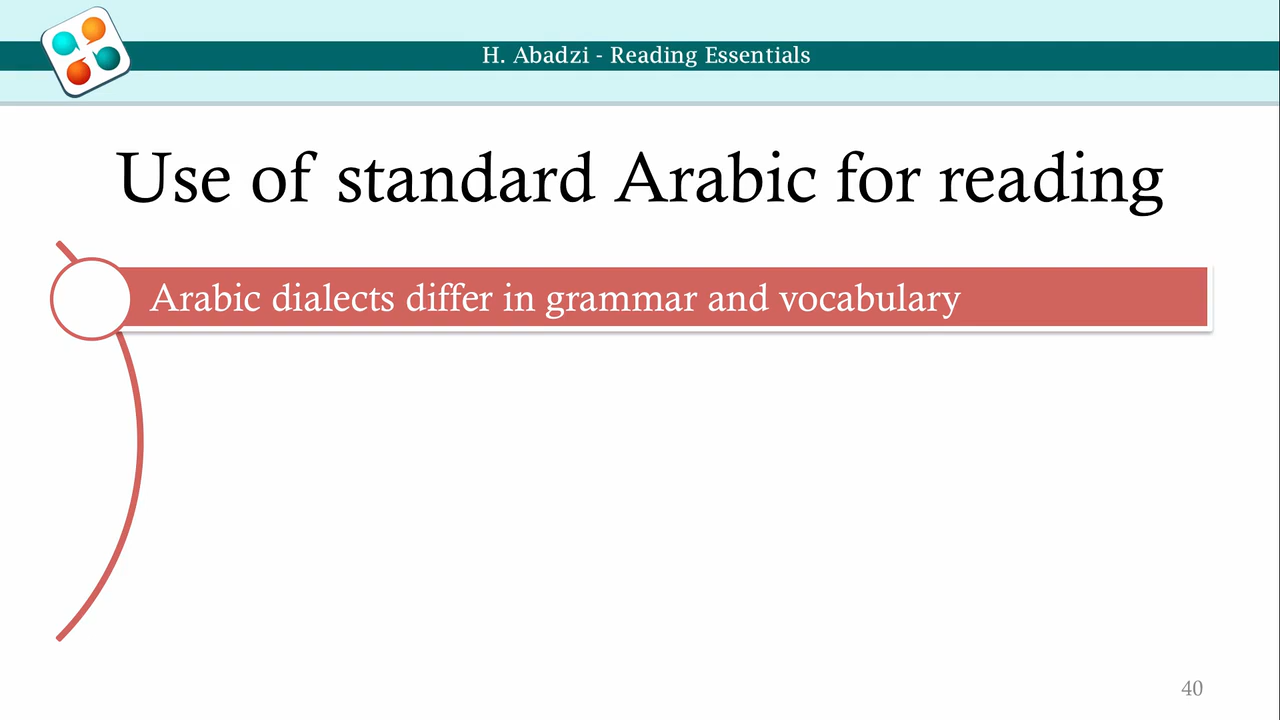 H. Abadzi - Reading Essentials
Use of standard Arabic for reading
Arabic dialects differ in grammar and vocabulary
40